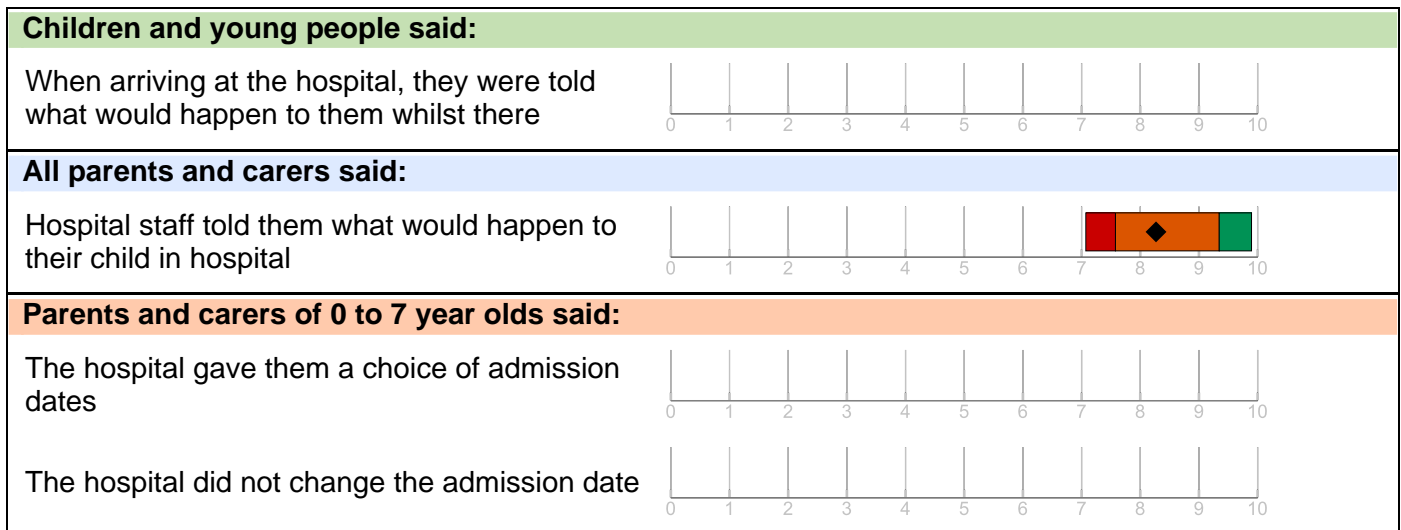 Children and young people said:
When arriving at the hospital, they were told
what would happen to them whilst there
0 1 2 3 4 5 6 7 8 9 10
All parents and carers said:
Hospital staff told them what would happen to
their child in hospital
0 1 2 3 4 5 6 7 8 9 10
Parents and carers of 0 to 7 year olds said:
The hospital gave them a choice of admission
dates
0 1 2 3 4 5 6 7 8 9 10
The hospital did not change the admission date
0 1 2 3 4 5 6 7 8 9 10